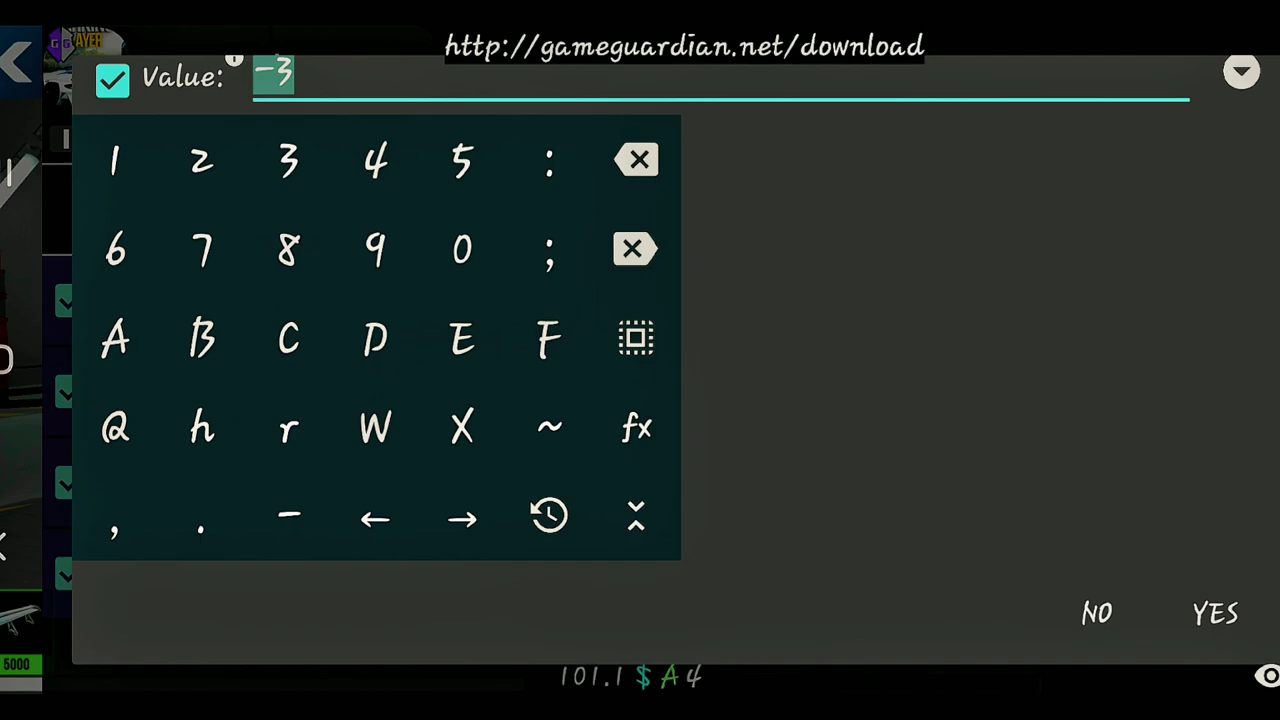 http://gameguardian.net/download
Value: -3
1 2 3 4 5 :
6 7 8 9 0 ;
A B C D E F
Q h r W X ~ fx
, . - ← →
NO YES
5000
101.1 $ A 4